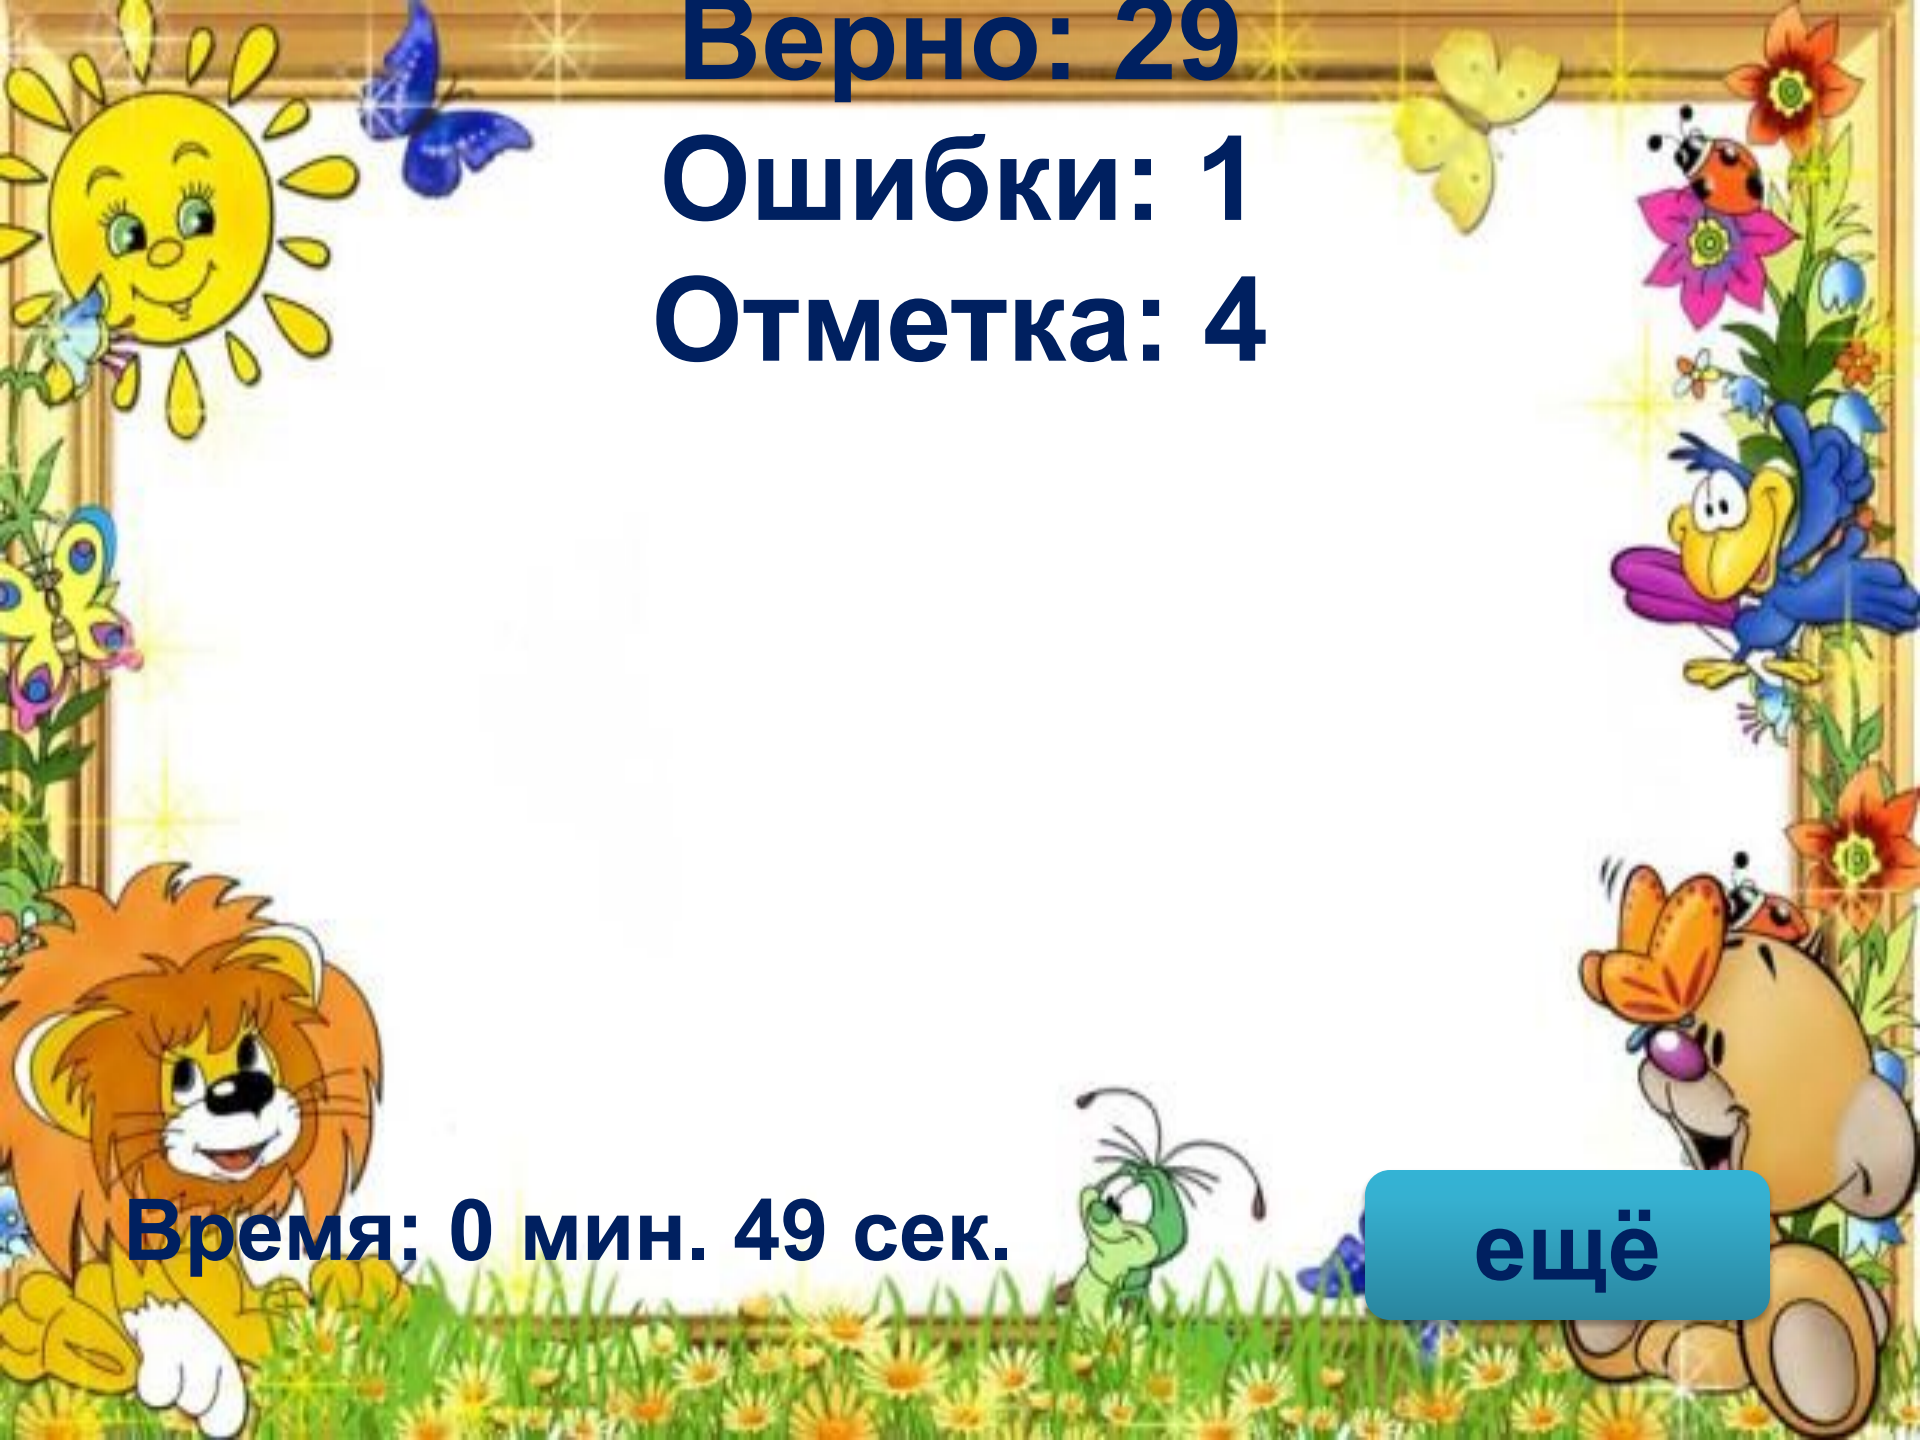 Верно: 29
Ошибки: 1
Отметка: 4
Время: 0 мин. 49 сек.
ещё